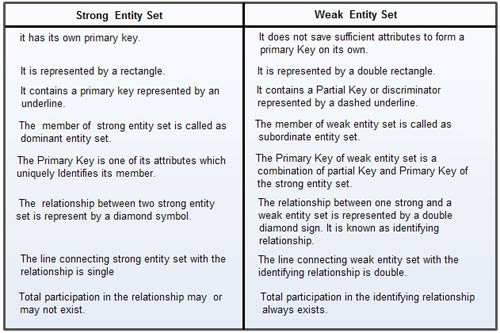 Strong Entity Set
Weak Entity Set
it has its own primary key.
It does not save sufficient attributes to form a
primary Key on its own.
It is represented by a rectangle.
It is represented by a double rectangle.
It contains a primary key represented by an
underline.
It contains a Partial Key or discriminator
represented by a dashed underline.
The member of strong entity set is called as
dominant entity set.
The member of weak entity set is called as
subordinate entity set.
The Primary Key is one of its attributes which
uniquely Identifies its member.
The Primary Key of weak entity set is a
combination of partial Key and Primary Key of
the strong entity set.
The relationship between two strong entity
set is represent by a diamond symbol.
The relationship between one strong and a
weak entity set is represented by a double
diamond sign. It is known as identifying
relationship.
The line connecting strong entity set with the
relationship is single
The line connecting weak entity set with the
identifying relationship is double.
Total participation in the relationship may or
may not exist.
Total participation in the identifying relationship
always exists.